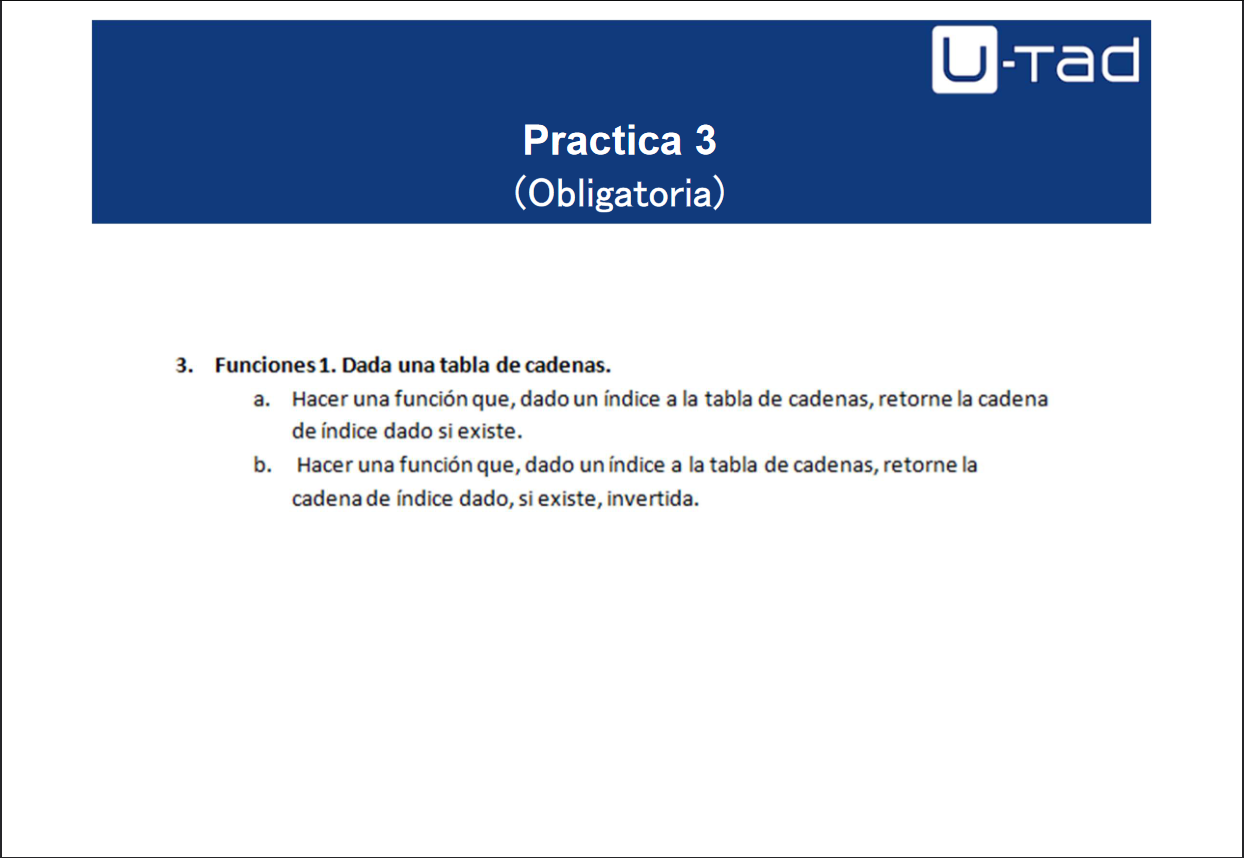 U-Tad
Practica 3
(Obligatoria)
3. Funciones 1. Dada una tabla de cadenas.
a. Hacer una función que, dado un índice a la tabla de cadenas, retorne la cadena
de índice dado si existe.
b. Hacer una función que, dado un índice a la tabla de cadenas, retorne la
cadena de índice dado, si existe, invertida.